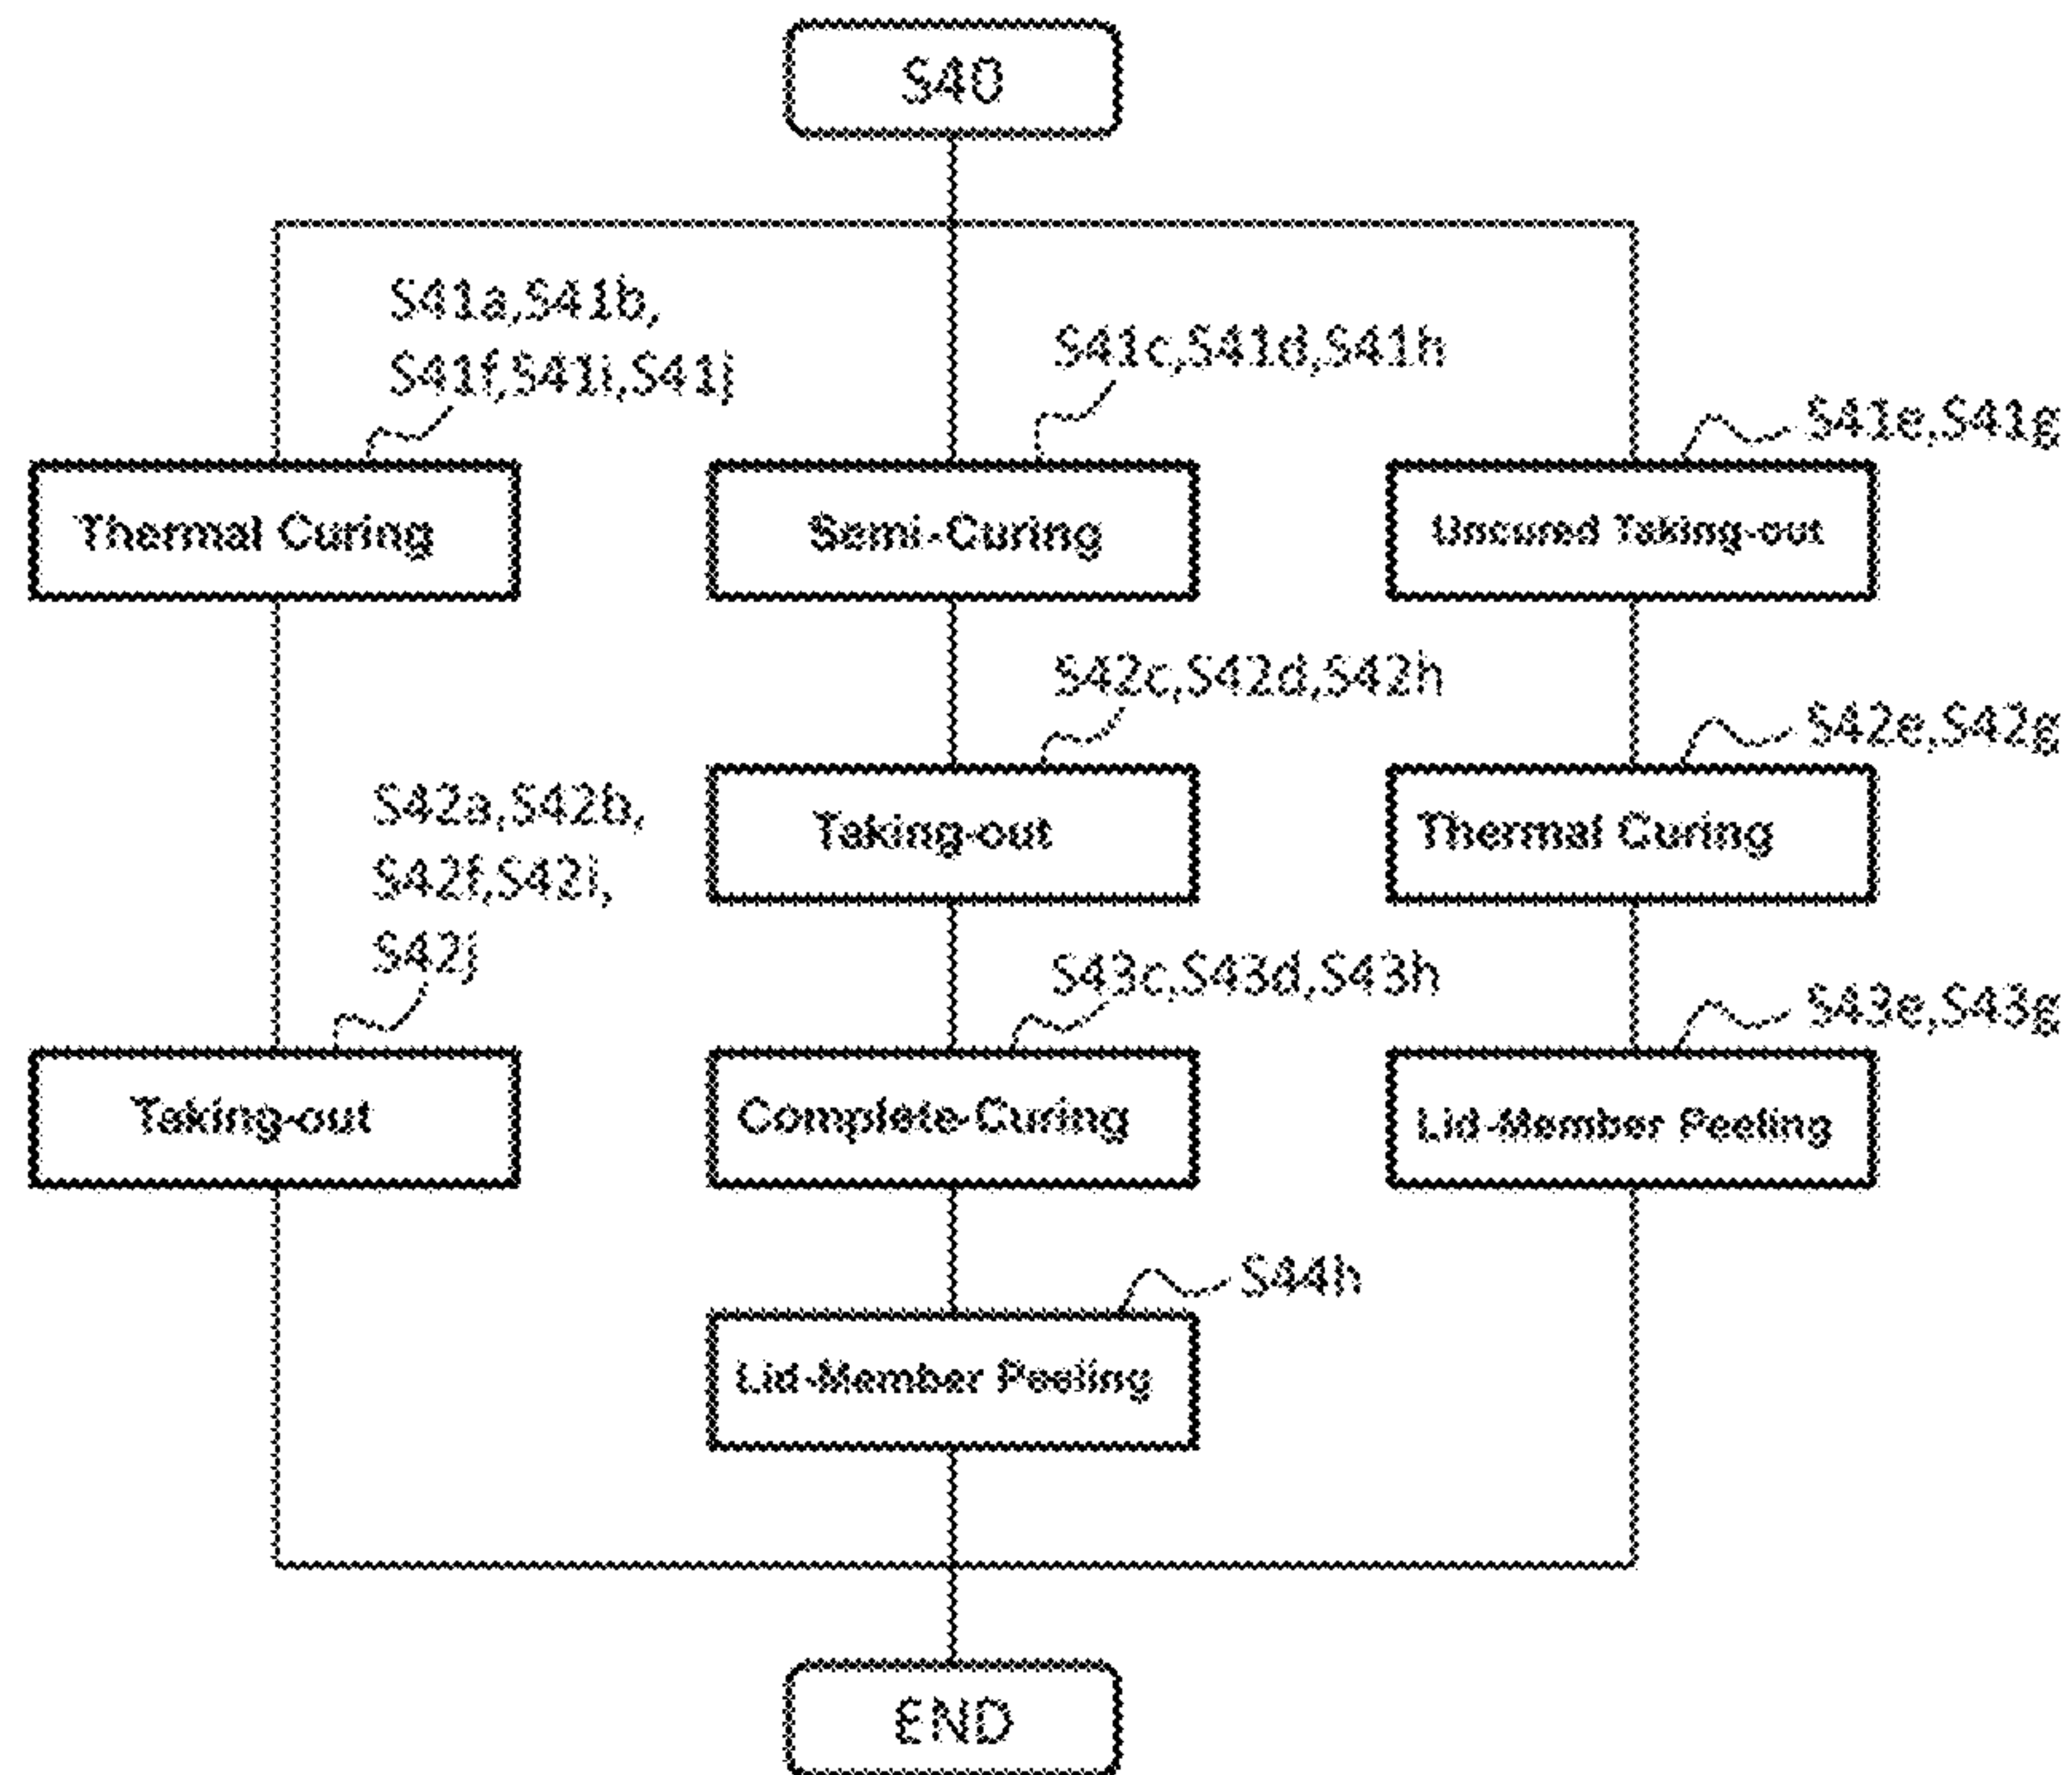 S40
S41a,S41b,
S41f,S41i,S41j
S41c,S41d,S41h
S41e,S41g
Thermal Curing
Semi-Curing
Uncured Taking-out
S42c,S42d,S42h
S42e,S42g
S42a,S42b,
S42f,S42i,
S42j
Taking-out
Thermal Curing
S43c,S43d,S43h
S43e,S43g
Taking-out
Complete-Curing
Lid-Member Peeling
S44h
Lid-Member Peeling
END